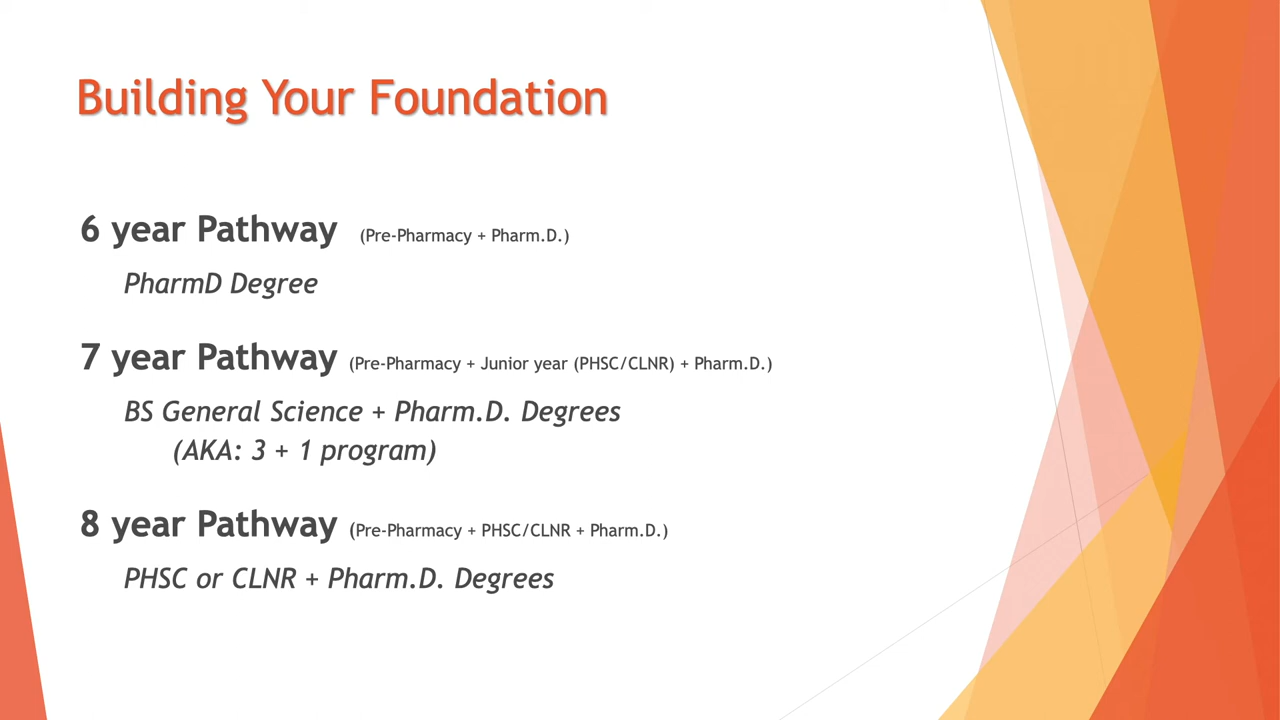 Building Your Foundation
6 year Pathway (Pre-Pharmacy + Pharm.D.)
PharmD Degree
7 year Pathway (Pre-Pharmacy + Junior year (PHSC/CLNR) + Pharm.D.)
BS General Science + Pharm.D. Degrees
(AKA: 3 + 1 program)
8 year Pathway (Pre-Pharmacy + PHSC/CLNR + Pharm.D.)
PHSC or CLNR + Pharm.D. Degrees